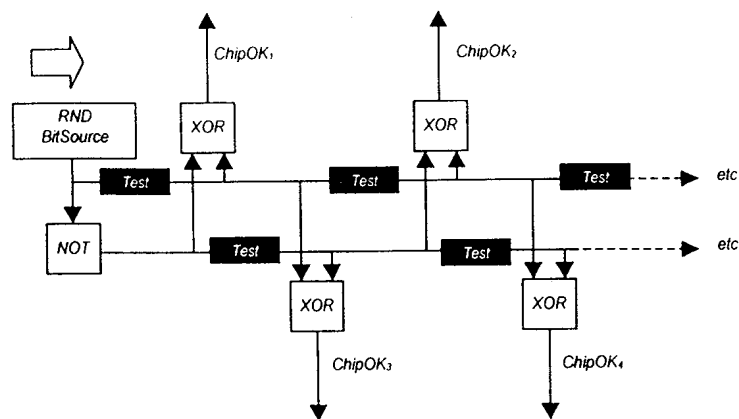 ChipOK₁
ChipOK₂
RND
BitSource
XOR
XOR
Test
Test
Test
etc
NOT
Test
Test
etc
XOR
XOR
ChipOK₃
ChipOK₄